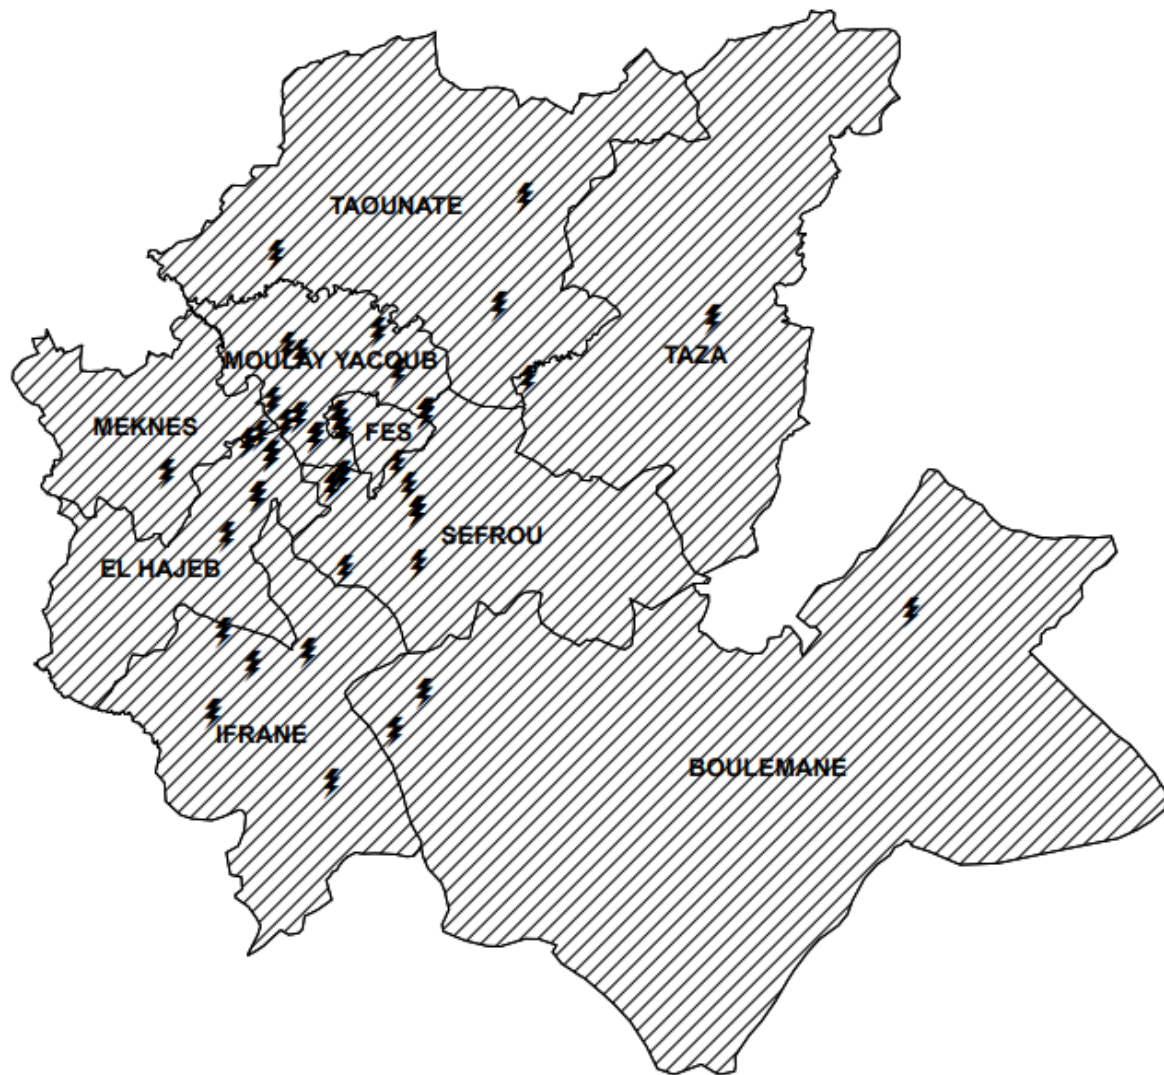 TAOUNATE
TAZA
MOULAY YACOUB
MEKNES
FES
SEFROU
EL HAJEB
IFRANE
BOULEMANE